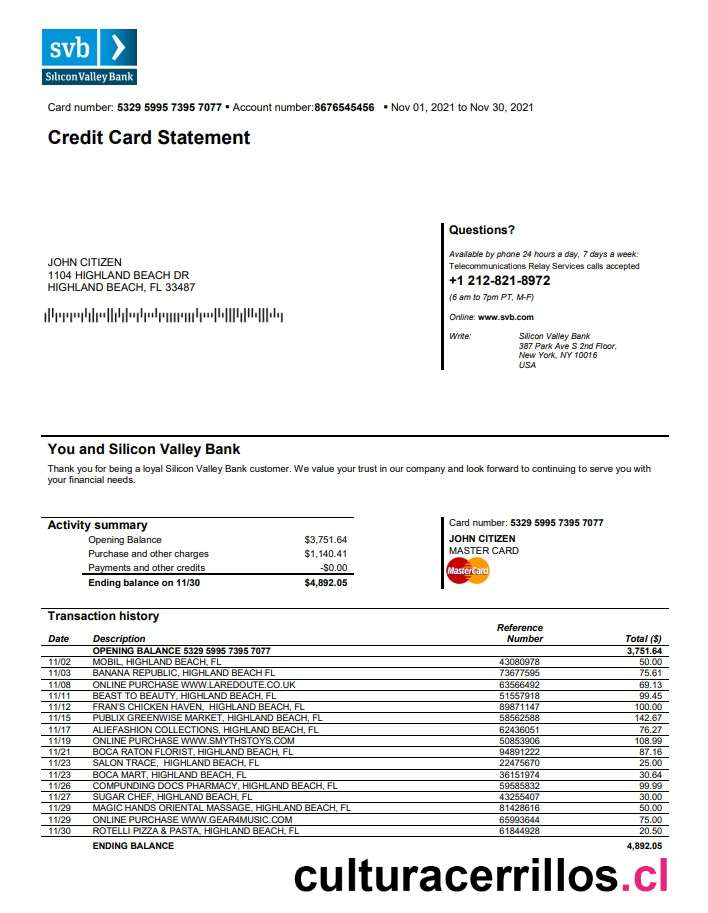 svb
Silicon Valley Bank
Card number: 5329 5995 7395 7077 ▪ Account number:8676545456 ▪ Nov 01, 2021 to Nov 30, 2021
Credit Card Statement
Questions?
Available by phone 24 hours a day, 7 days a week:
Telecommunications Relay Services calls accepted
+1 212-821-8972
(6 am to 7pm PT, M-F)
Online: www.svb.com
Write: Silicon Valley Bank
387 Park Ave S 2nd Floor,
New York, NY 10016
USA
JOHN CITIZEN
1104 HIGHLAND BEACH DR
HIGHLAND BEACH, FL 33487
You and Silicon Valley Bank
Thank you for being a loyal Silicon Valley Bank customer. We value your trust in our company and look forward to continuing to serve you with
your financial needs.
Activity summary
Opening Balance $3,751.64
Purchase and other charges $1,140.41
Payments and other credits -$0.00
Ending balance on 11/30 $4,892.05
Card number: 5329 5995 7395 7077
JOHN CITIZEN
MASTER CARD
MasterCard
Transaction history
Date Description Reference Number Total ($)
OPENING BALANCE 5329 5995 7395 7077 3,751.64
11/02 MOBIL, HIGHLAND BEACH, FL 43080978 50.00
11/03 BANANA REPUBLIC, HIGHLAND BEACH FL 73677595 75.61
11/08 ONLINE PURCHASE WWW.LAREDOUTE.CO.UK 63566492 69.13
11/11 BEAST TO BEAUTY, HIGHLAND BEACH, FL 51557918 99.45
11/12 FRAN'S CHICKEN HAVEN, HIGHLAND BEACH, FL 89871147 100.00
11/15 PUBLIX GREENWISE MARKET, HIGHLAND BEACH, FL 58562588 142.67
11/17 ALIEFASHION COLLECTIONS, HIGHLAND BEACH, FL 62436051 76.27
11/19 ONLINE PURCHASE WWW.SMYTHSTOYS.COM 50853906 108.99
11/21 BOCA RATON FLORIST, HIGHLAND BEACH, FL 94891222 87.16
11/23 SALON TRACE, HIGHLAND BEACH, FL 22475670 25.00
11/23 BOCA MART, HIGHLAND BEACH, FL 36151974 30.64
11/26 COMPUNDING DOCS PHARMACY, HIGHLAND BEACH, FL 59585832 99.99
11/27 SUGAR CHEF, HIGHLAND BEACH, FL 43255407 30.00
11/29 MAGIC HANDS ORIENTAL MASSAGE, HIGHLAND BEACH, FL 81428616 50.00
11/29 ONLINE PURCHASE WWW.GEAR4MUSIC.COM 65993644 75.00
11/30 ROTELLI PIZZA & PASTA, HIGHLAND BEACH, FL 61844928 20.50
ENDING BALANCE 4,892.05
culturacerrillos.cl